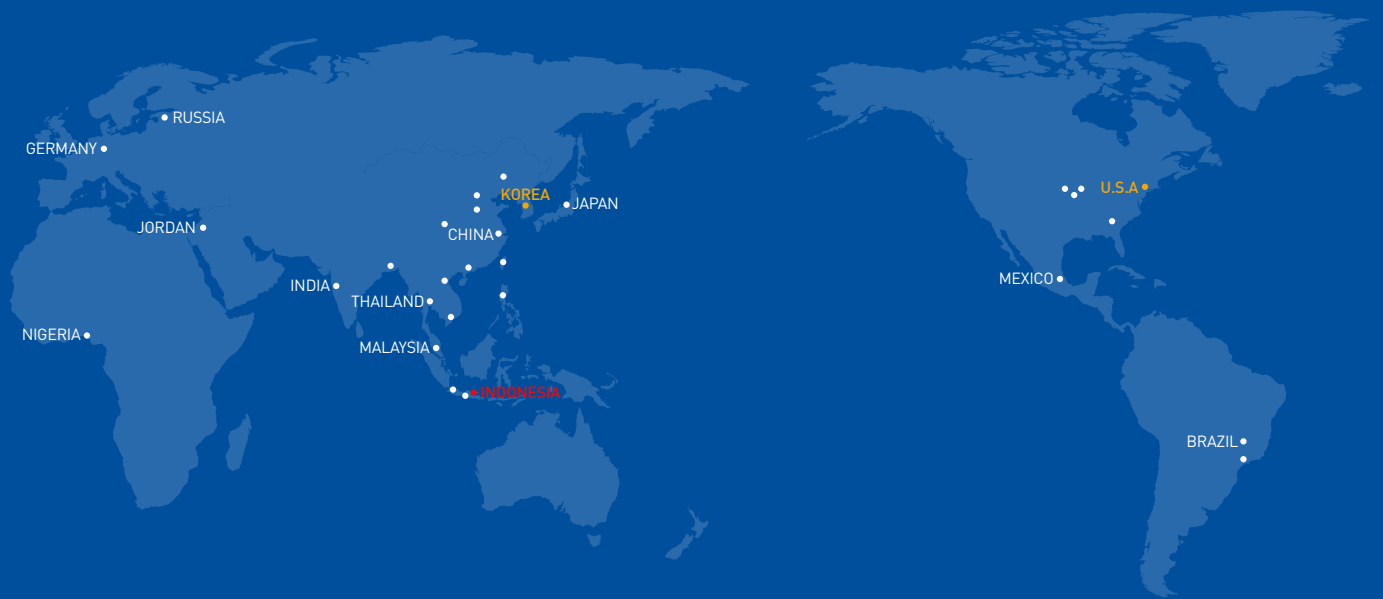 RUSSIA
GERMANY
KOREA
U.S.A
JAPAN
JORDAN
CHINA
MEXICO
INDIA
THAILAND
NIGERIA
MALAYSIA
INDONESIA
BRAZIL